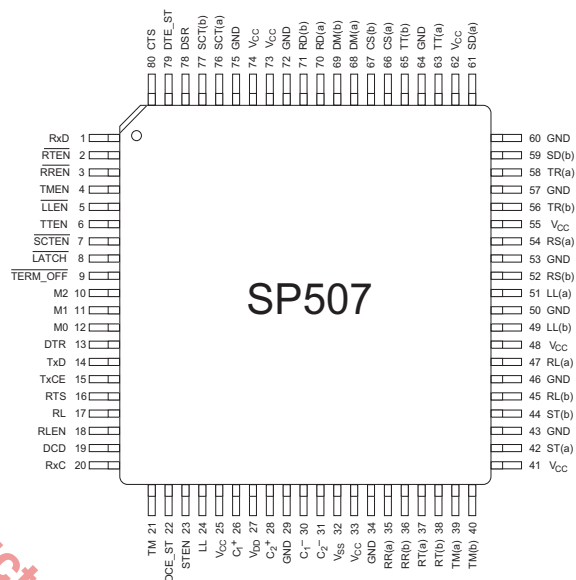 80 CTS
79 DTE_ST
78 DSR
77 SCT(b)
76 SCT(a)
75 GND
74 VCC
73 VCC
72 GND
71 RD(b)
70 RD(a)
69 DM(b)
68 DM(a)
67 CS(b)
66 CS(a)
65 TT(b)
64 GND
63 TT(a)
62 VCC
61 SD(a)
RxD 1
RTEN 2
RREN 3
TMEN 4
LLEN 5
TTEN 6
SCTEN 7
LATCH 8
TERM_OFF 9
M2 10
M1 11
M0 12
DTR 13
TxD 14
TxCE 15
RTS 16
RL 17
RLEN 18
DCD 19
RxC 20
SP507
60 GND
59 SD(b)
58 TR(a)
57 GND
56 TR(b)
55 VCC
54 RS(a)
53 GND
52 RS(b)
51 LL(a)
50 GND
49 LL(b)
48 VCC
47 RL(a)
46 GND
45 RL(b)
44 ST(b)
43 GND
42 ST(a)
41 VCC
TM 21
DCE_ST 22
STEN 23
LL 24
VCC 25
C1+ 26
VDD 27
C2+ 28
GND 29
C1− 30
C2− 31
VSS 32
VCC 33
GND 34
RR(a) 35
RR(b) 36
RT(a) 37
RT(b) 38
TM(a) 39
TM(b) 40